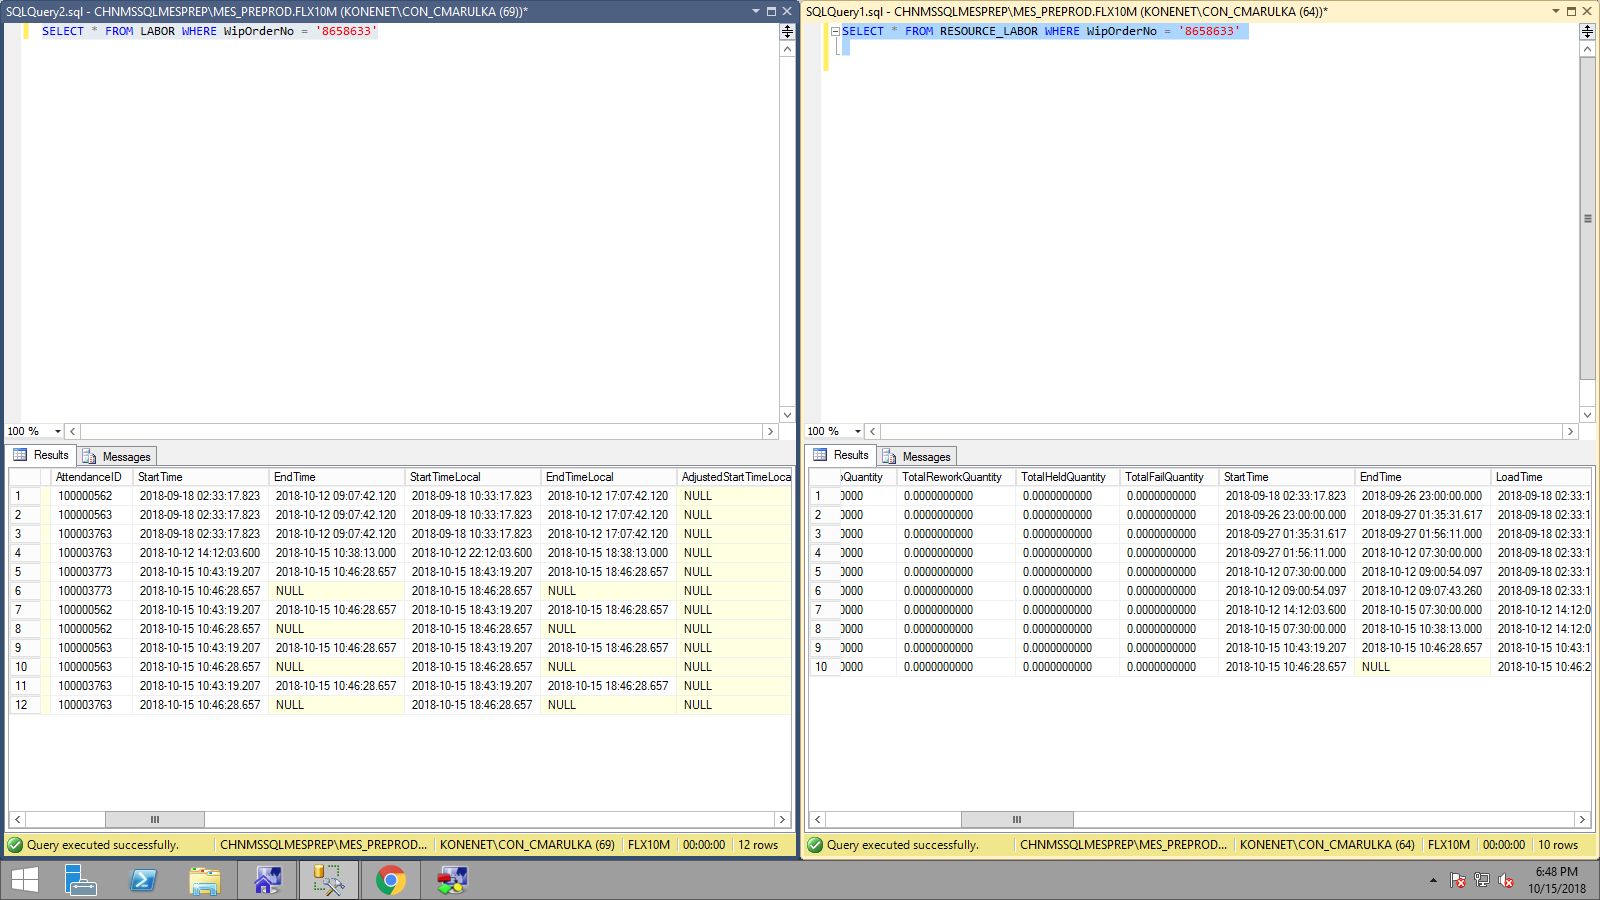 SQLQuery2.sql - CHNMSSQLMESPREP\MES_PREPROD.FLX10M (KONENET\CON_CMARULKA (69))*
SELECT * FROM LABOR WHERE WipOrderNo = '8658633'
100 %
Results Messages
AttendanceID StartTime EndTime StartTimeLocal EndTimeLocal AdjustedStartTimeLoca
1 100000562 2018-09-18 02:33:17.823 2018-10-12 09:07:42.120 2018-09-18 10:33:17.823 2018-10-12 17:07:42.120 NULL
2 100000563 2018-09-18 02:33:17.823 2018-10-12 09:07:42.120 2018-09-18 10:33:17.823 2018-10-12 17:07:42.120 NULL
3 100003763 2018-09-18 02:33:17.823 2018-10-12 09:07:42.120 2018-09-18 10:33:17.823 2018-10-12 17:07:42.120 NULL
4 100003763 2018-10-12 14:12:03.600 2018-10-15 10:38:13.000 2018-10-12 22:12:03.600 2018-10-15 18:38:13.000 NULL
5 100003773 2018-10-15 10:43:19.207 2018-10-15 10:46:28.657 2018-10-15 18:43:19.207 2018-10-15 18:46:28.657 NULL
6 100003773 2018-10-15 10:46:28.657 NULL 2018-10-15 18:46:28.657 NULL NULL
7 100000562 2018-10-15 10:43:19.207 2018-10-15 10:46:28.657 2018-10-15 18:43:19.207 2018-10-15 18:46:28.657 NULL
8 100000562 2018-10-15 10:46:28.657 NULL 2018-10-15 18:46:28.657 NULL NULL
9 100000563 2018-10-15 10:43:19.207 2018-10-15 10:46:28.657 2018-10-15 18:43:19.207 2018-10-15 18:46:28.657 NULL
10 100000563 2018-10-15 10:46:28.657 NULL 2018-10-15 18:46:28.657 NULL NULL
11 100003763 2018-10-15 10:43:19.207 2018-10-15 10:46:28.657 2018-10-15 18:43:19.207 2018-10-15 18:46:28.657 NULL
12 100003763 2018-10-15 10:46:28.657 NULL 2018-10-15 18:46:28.657 NULL NULL
Query executed successfully. CHNMSSQLMESPREP\MES_PREPROD... KONENET\CON_CMARULKA (69) FLX10M 00:00:00 12 rows
SQLQuery1.sql - CHNMSSQLMESPREP\MES_PREPROD.FLX10M (KONENET\CON_CMARULKA (64))*
SELECT * FROM RESOURCE_LABOR WHERE WipOrderNo = '8658633'
100 %
Results Messages
oQuantity TotalReworkQuantity TotalHeldQuantity TotalFailQuantity StartTime EndTime LoadTime
1 0000 0.0000000000 0.0000000000 0.0000000000 2018-09-18 02:33:17.823 2018-09-26 23:00:00.000 2018-09-18 02:33:1
2 0000 0.0000000000 0.0000000000 0.0000000000 2018-09-26 23:00:00.000 2018-09-27 01:35:31.617 2018-09-18 02:33:1
3 0000 0.0000000000 0.0000000000 0.0000000000 2018-09-27 01:35:31.617 2018-09-27 01:56:11.000 2018-09-18 02:33:1
4 0000 0.0000000000 0.0000000000 0.0000000000 2018-09-27 01:56:11.000 2018-10-12 07:30:00.000 2018-09-18 02:33:1
5 0000 0.0000000000 0.0000000000 0.0000000000 2018-10-12 07:30:00.000 2018-10-12 09:00:54.097 2018-09-18 02:33:1
6 0000 0.0000000000 0.0000000000 0.0000000000 2018-10-12 09:00:54.097 2018-10-12 09:07:43.260 2018-09-18 02:33:1
7 0000 0.0000000000 0.0000000000 0.0000000000 2018-10-12 14:12:03.600 2018-10-15 07:30:00.000 2018-10-12 14:12:0
8 0000 0.0000000000 0.0000000000 0.0000000000 2018-10-15 07:30:00.000 2018-10-15 10:38:13.000 2018-10-12 14:12:0
9 0000 0.0000000000 0.0000000000 0.0000000000 2018-10-15 10:43:19.207 2018-10-15 10:46:28.657 2018-10-15 10:43:1
10 0000 0.0000000000 0.0000000000 0.0000000000 2018-10-15 10:46:28.657 NULL 2018-10-15 10:46:2
Query executed successfully. CHNMSSQLMESPREP\MES_PREPROD... KONENET\CON_CMARULKA (64) FLX10M 00:00:00 10 rows
6:48 PM
10/15/2018